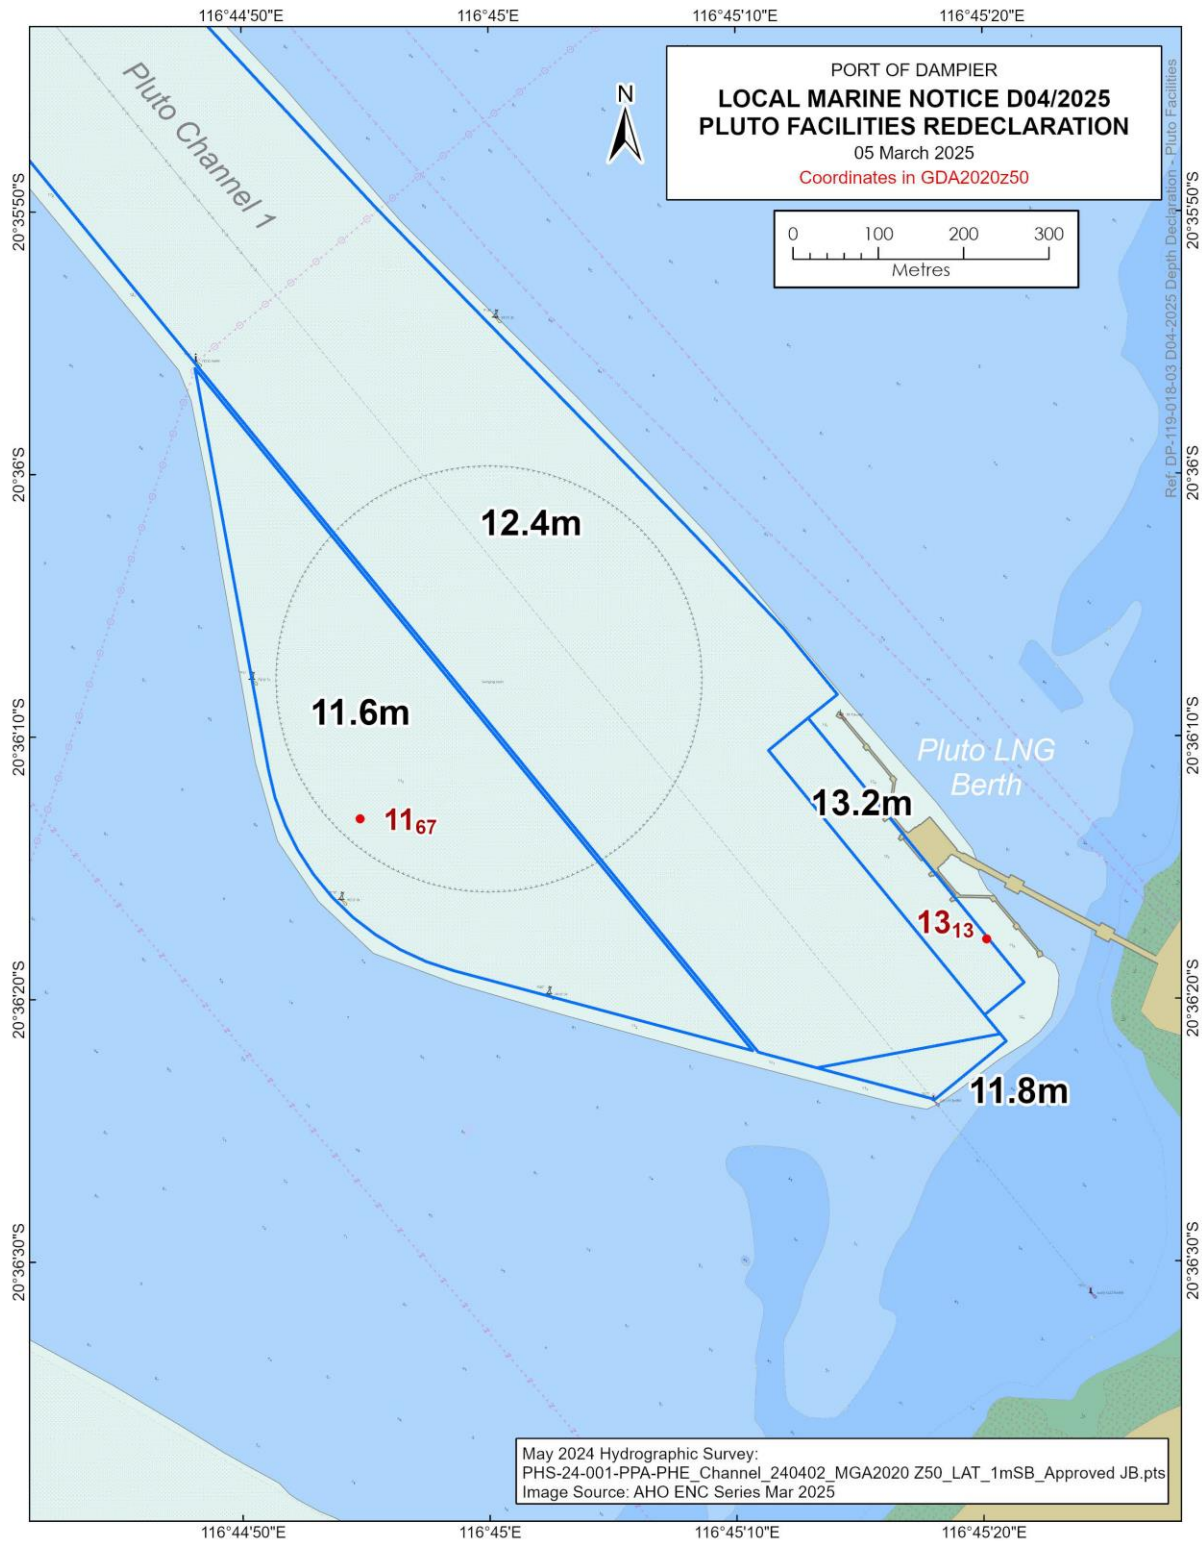 116°44'50"E
116°45'E
116°45'10"E
116°45'20"E
PORT OF DAMPIER
LOCAL MARINE NOTICE D04/2025
PLUTO FACILITIES REDECLARATION
05 March 2025
Coordinates in GDA2020z50
N
0 100 200 300
Metres
Ref: DP-119-018-03 D04-2025 Depth Declaration - Pluto Facilities
Pluto Channel 1
20°35'50"S
20°35'50"S
20°36'S
20°36'S
12.4m
11.6m
20°36'10"S
20°36'10"S
Pluto LNG
Berth
13.2m
11₆₇
13₁₃
20°36'20"S
20°36'20"S
11.8m
20°36'30"S
20°36'30"S
May 2024 Hydrographic Survey:
PHS-24-001-PPA-PHE_Channel_240402_MGA2020 Z50_LAT_1mSB_Approved JB.pts
Image Source: AHO ENC Series Mar 2025
116°44'50"E
116°45'E
116°45'10"E
116°45'20"E